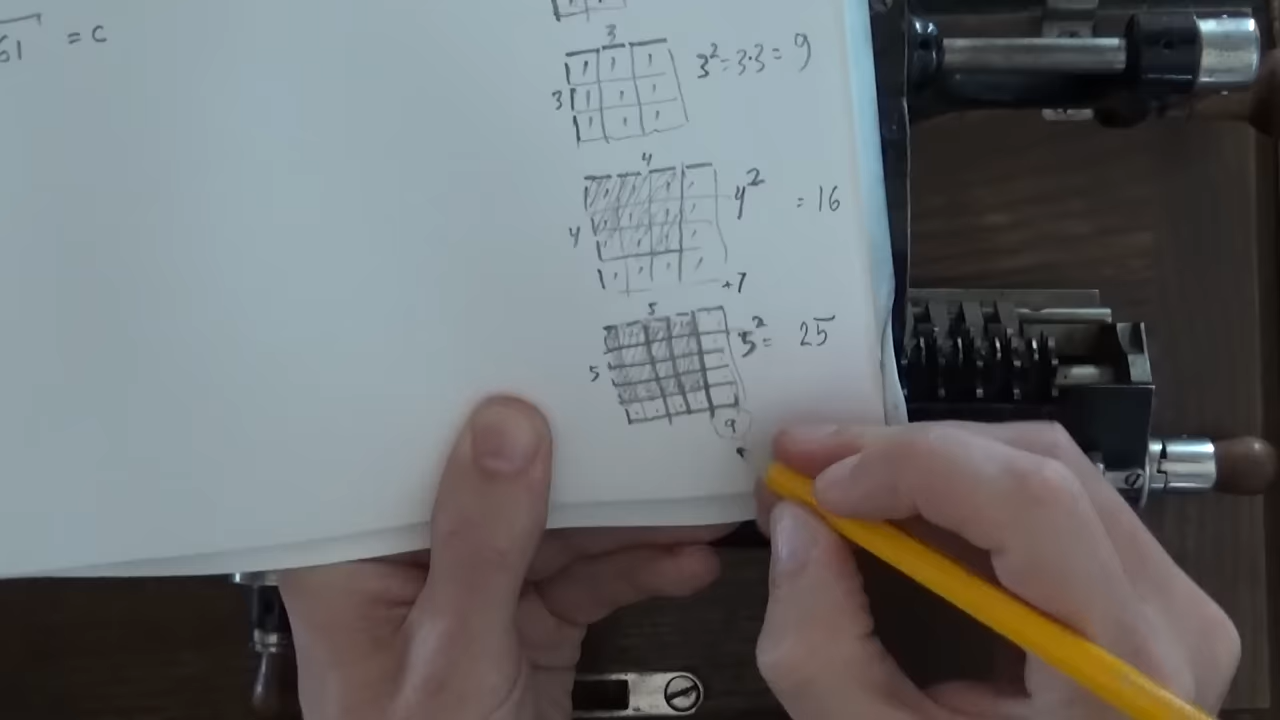 61 = c
3
3 3²=3·3= 9
4
4 4² = 16
+7
5
5 5²= 25
9